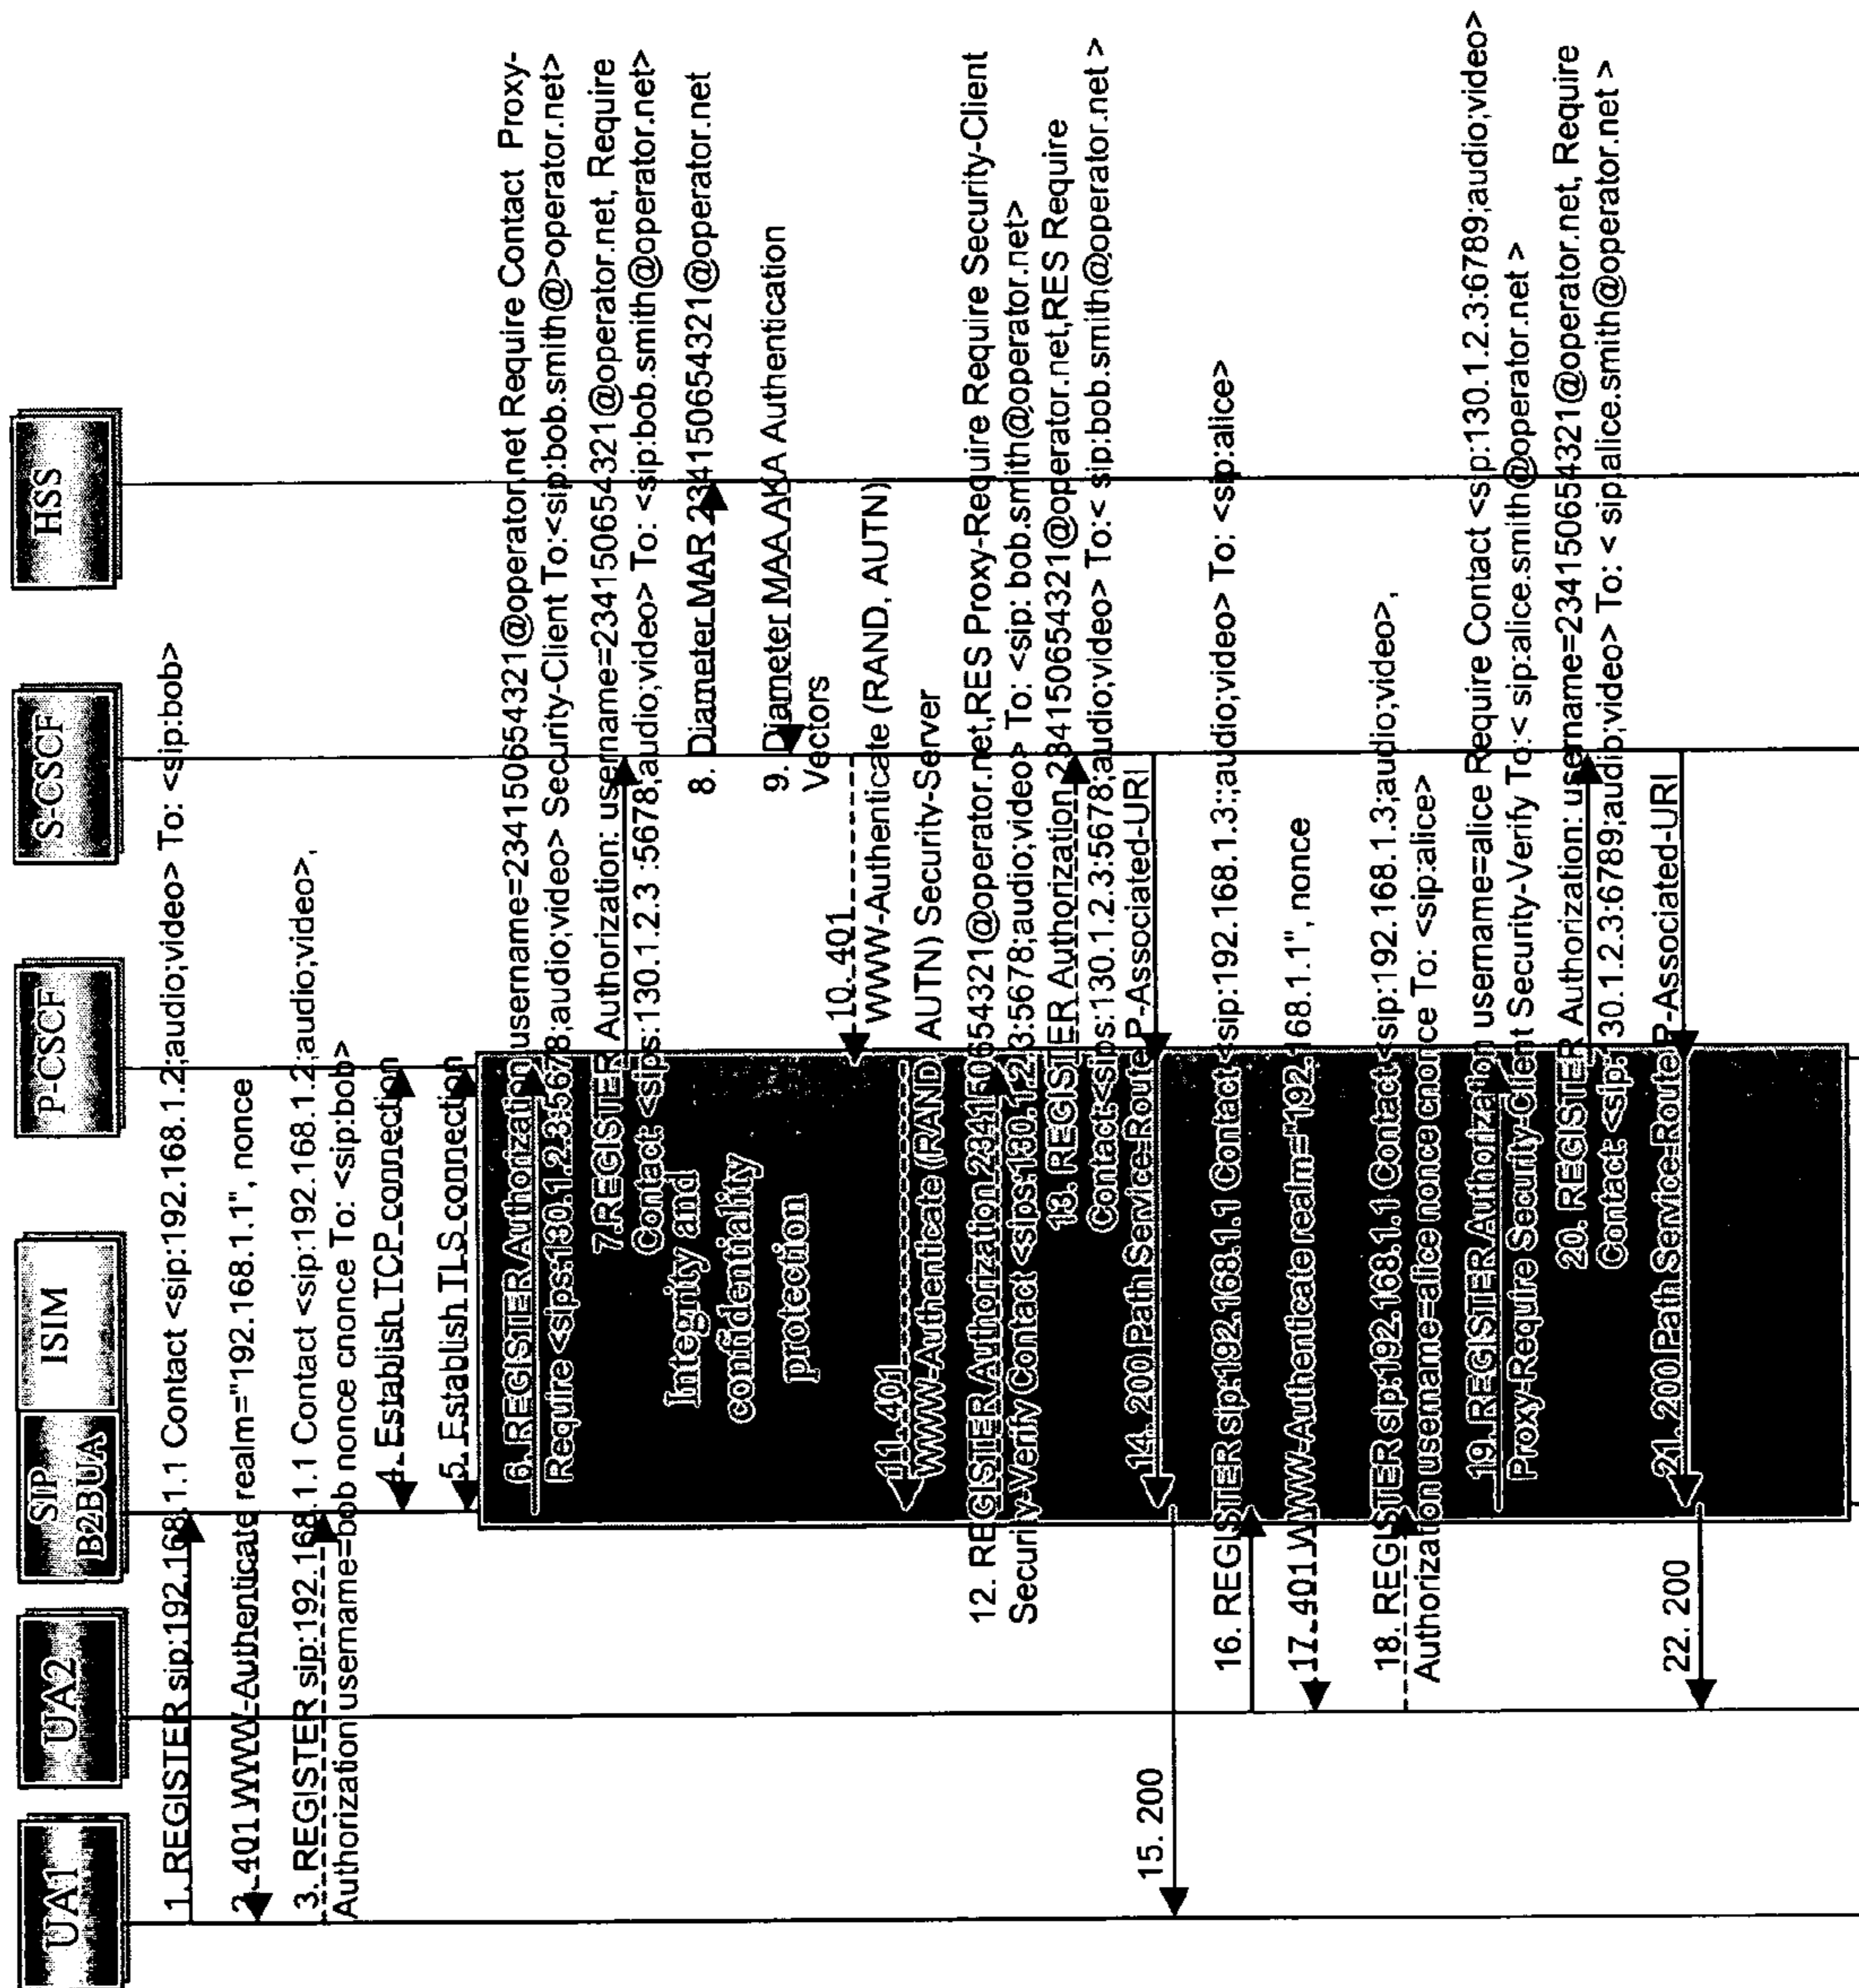 UA1
UA2
SIP
B2BUA
ISIM
P-CSCF
S-CSCF
HSS
1. REGISTER sip:192.168.1.1 Contact <sip:192.168.1.2;audio;video> To: <sip:bob>
2. 401 WWW-Authenticate realm="192.168.1.1", nonce
3. REGISTER sip:192.168.1.1 Contact <sip:192.168.1.2;audio;video>,
Authorization username=bob nonce cnonce To: <sip:bob>
4. Establish TCP connection
5. Establish TLS connection
6. REGISTER Authorization username=234150654321@operator.net Require Contact Proxy-
Require <sips:130.1.2.3:5678;audio;video> Security-Client To:<sip:bob.smith@>operator.net>
7.REGISTER Authorization: username=234150654321@operator.net, Require
Contact: <sips:130.1.2.3 :5678;audio;video> To: <sip:bob.smith@operator.net>
Integrity and
confidentiality
protection
8. Diameter MAR 234150654321@operator.net
9. Diameter MAA AKA Authentication
Vectors
10. 401
WWW-Authenticate (RAND, AUTN)
11. 401
WWW-Authenticate (RAND AUTN) Security-Server
12. REGISTER Authorization 234150654321@operator.net,RES Proxy-Require Require Security-Client
Security-Verify Contact <sips:130.1.2.3:5678;audio;video> To: <sip: bob.smith@operator.net>
13. REGISTER Authorization 234150654321@operator.net,RES Require
Contact:<sips:130.1.2.3:5678;audio;video> To:< sip:bob.smith@operator.net >
14. 200 Path Service-Route P-Associated-URI
15. 200
16. REGISTER sip:192.168.1.1 Contact <sip:192.168.1.3:;audio;video> To: <sip:alice>
17. 401 WWW-Authenticate realm="192.168.1.1", nonce
18. REGISTER sip:192.168.1.1 Contact <sip:192.168.1.3;audio;video>,
Authorization username=alice nonce cnonce To: <sip:alice>
19. REGISTER Authorization username=alice Require Contact <sip:130.1.2.3:6789;audio;video>
Proxy-Require Security-Client Security-Verify To:< sip:alice.smith@operator.net >
20. REGISTER Authorization: username=234150654321@operator.net, Require
Contact: <sip: 30.1.2.3:6789;audio;video> To: < sip:alice.smith@operator.net >
21. 200 Path Service-Route P-Associated-URI
22. 200